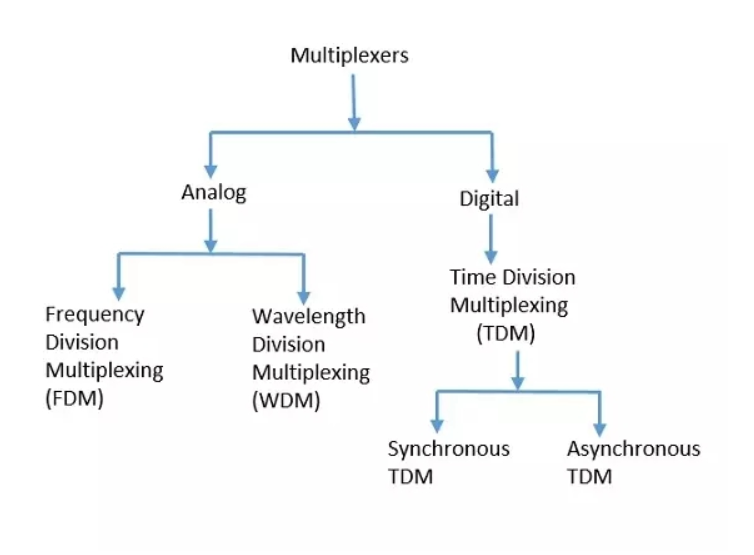 Multiplexers
Analog
Digital
Frequency
Division
Multiplexing
(FDM)
Wavelength
Division
Multiplexing
(WDM)
Time Division
Multiplexing
(TDM)
Synchronous
TDM
Asynchronous
TDM